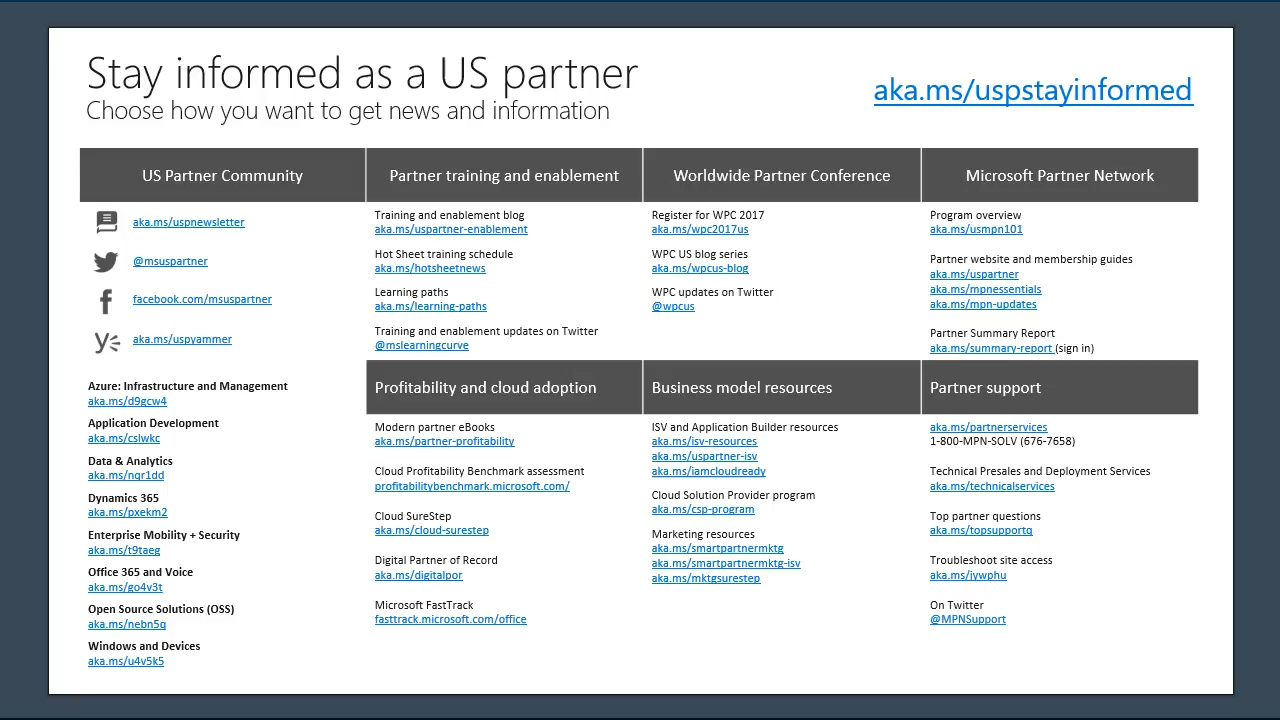 Stay informed as a US partner
Choose how you want to get news and information
aka.ms/uspstayinformed
US Partner Community
aka.ms/uspnewsletter
@msuspartner
facebook.com/msuspartner
aka.ms/uspyammer
Azure: Infrastructure and Management
aka.ms/d9gcw4
Application Development
aka.ms/cslwkc
Data & Analytics
aka.ms/nqr1dd
Dynamics 365
aka.ms/pxekm2
Enterprise Mobility + Security
aka.ms/t9taeg
Office 365 and Voice
aka.ms/go4v3t
Open Source Solutions (OSS)
aka.ms/nebn5q
Windows and Devices
aka.ms/u4v5k5
Partner training and enablement
Training and enablement blog
aka.ms/uspartner-enablement
Hot Sheet training schedule
aka.ms/hotsheetnews
Learning paths
aka.ms/learning-paths
Training and enablement updates on Twitter
@mslearningcurve
Worldwide Partner Conference
Register for WPC 2017
aka.ms/wpc2017us
WPC US blog series
aka.ms/wpcus-blog
WPC updates on Twitter
@wpcus
Microsoft Partner Network
Program overview
aka.ms/usmpn101
Partner website and membership guides
aka.ms/uspartner
aka.ms/mpnessentials
aka.ms/mpn-updates
Partner Summary Report
aka.ms/summary-report (sign in)
Profitability and cloud adoption
Modern partner eBooks
aka.ms/partner-profitability
Cloud Profitability Benchmark assessment
profitabilitybenchmark.microsoft.com/
Cloud SureStep
aka.ms/cloud-surestep
Digital Partner of Record
aka.ms/digitalpor
Microsoft FastTrack
fasttrack.microsoft.com/office
Business model resources
ISV and Application Builder resources
aka.ms/isv-resources
aka.ms/uspartner-isv
aka.ms/iamcloudready
Cloud Solution Provider program
aka.ms/csp-program
Marketing resources
aka.ms/smartpartnermktg
aka.ms/smartpartnermktg-isv
aka.ms/mktgsurestep
Partner support
aka.ms/partnerservices
1-800-MPN-SOLV (676-7658)
Technical Presales and Deployment Services
aka.ms/technicalservices
Top partner questions
aka.ms/topsupportq
Troubleshoot site access
aka.ms/jywphu
On Twitter
@MPNSupport